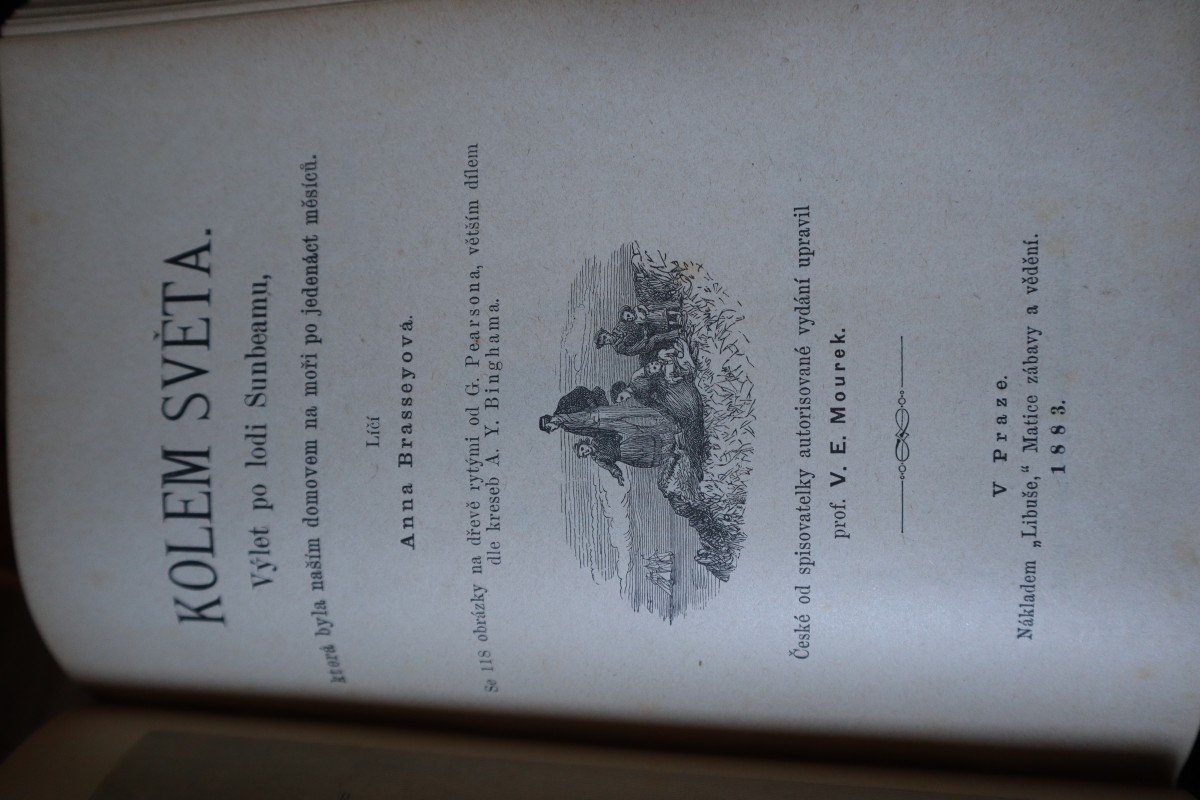 KOLEM SVĚTA.
Výlet po lodi Sunbeamu,
která byla naším domovem na moři po jedenáct měsíců.
Líčí
Anna Brasseyová.
Se 118 obrázky na dřevě rytými od G. Pearsona, větším dílem
dle kreseb A. Y. Binghama.
České od spisovatelky autorisované vydání upravil
prof. V. E. Mourek.
V Praze.
Nákladem „Libuše,“ Matice zábavy a vědění.
1883.